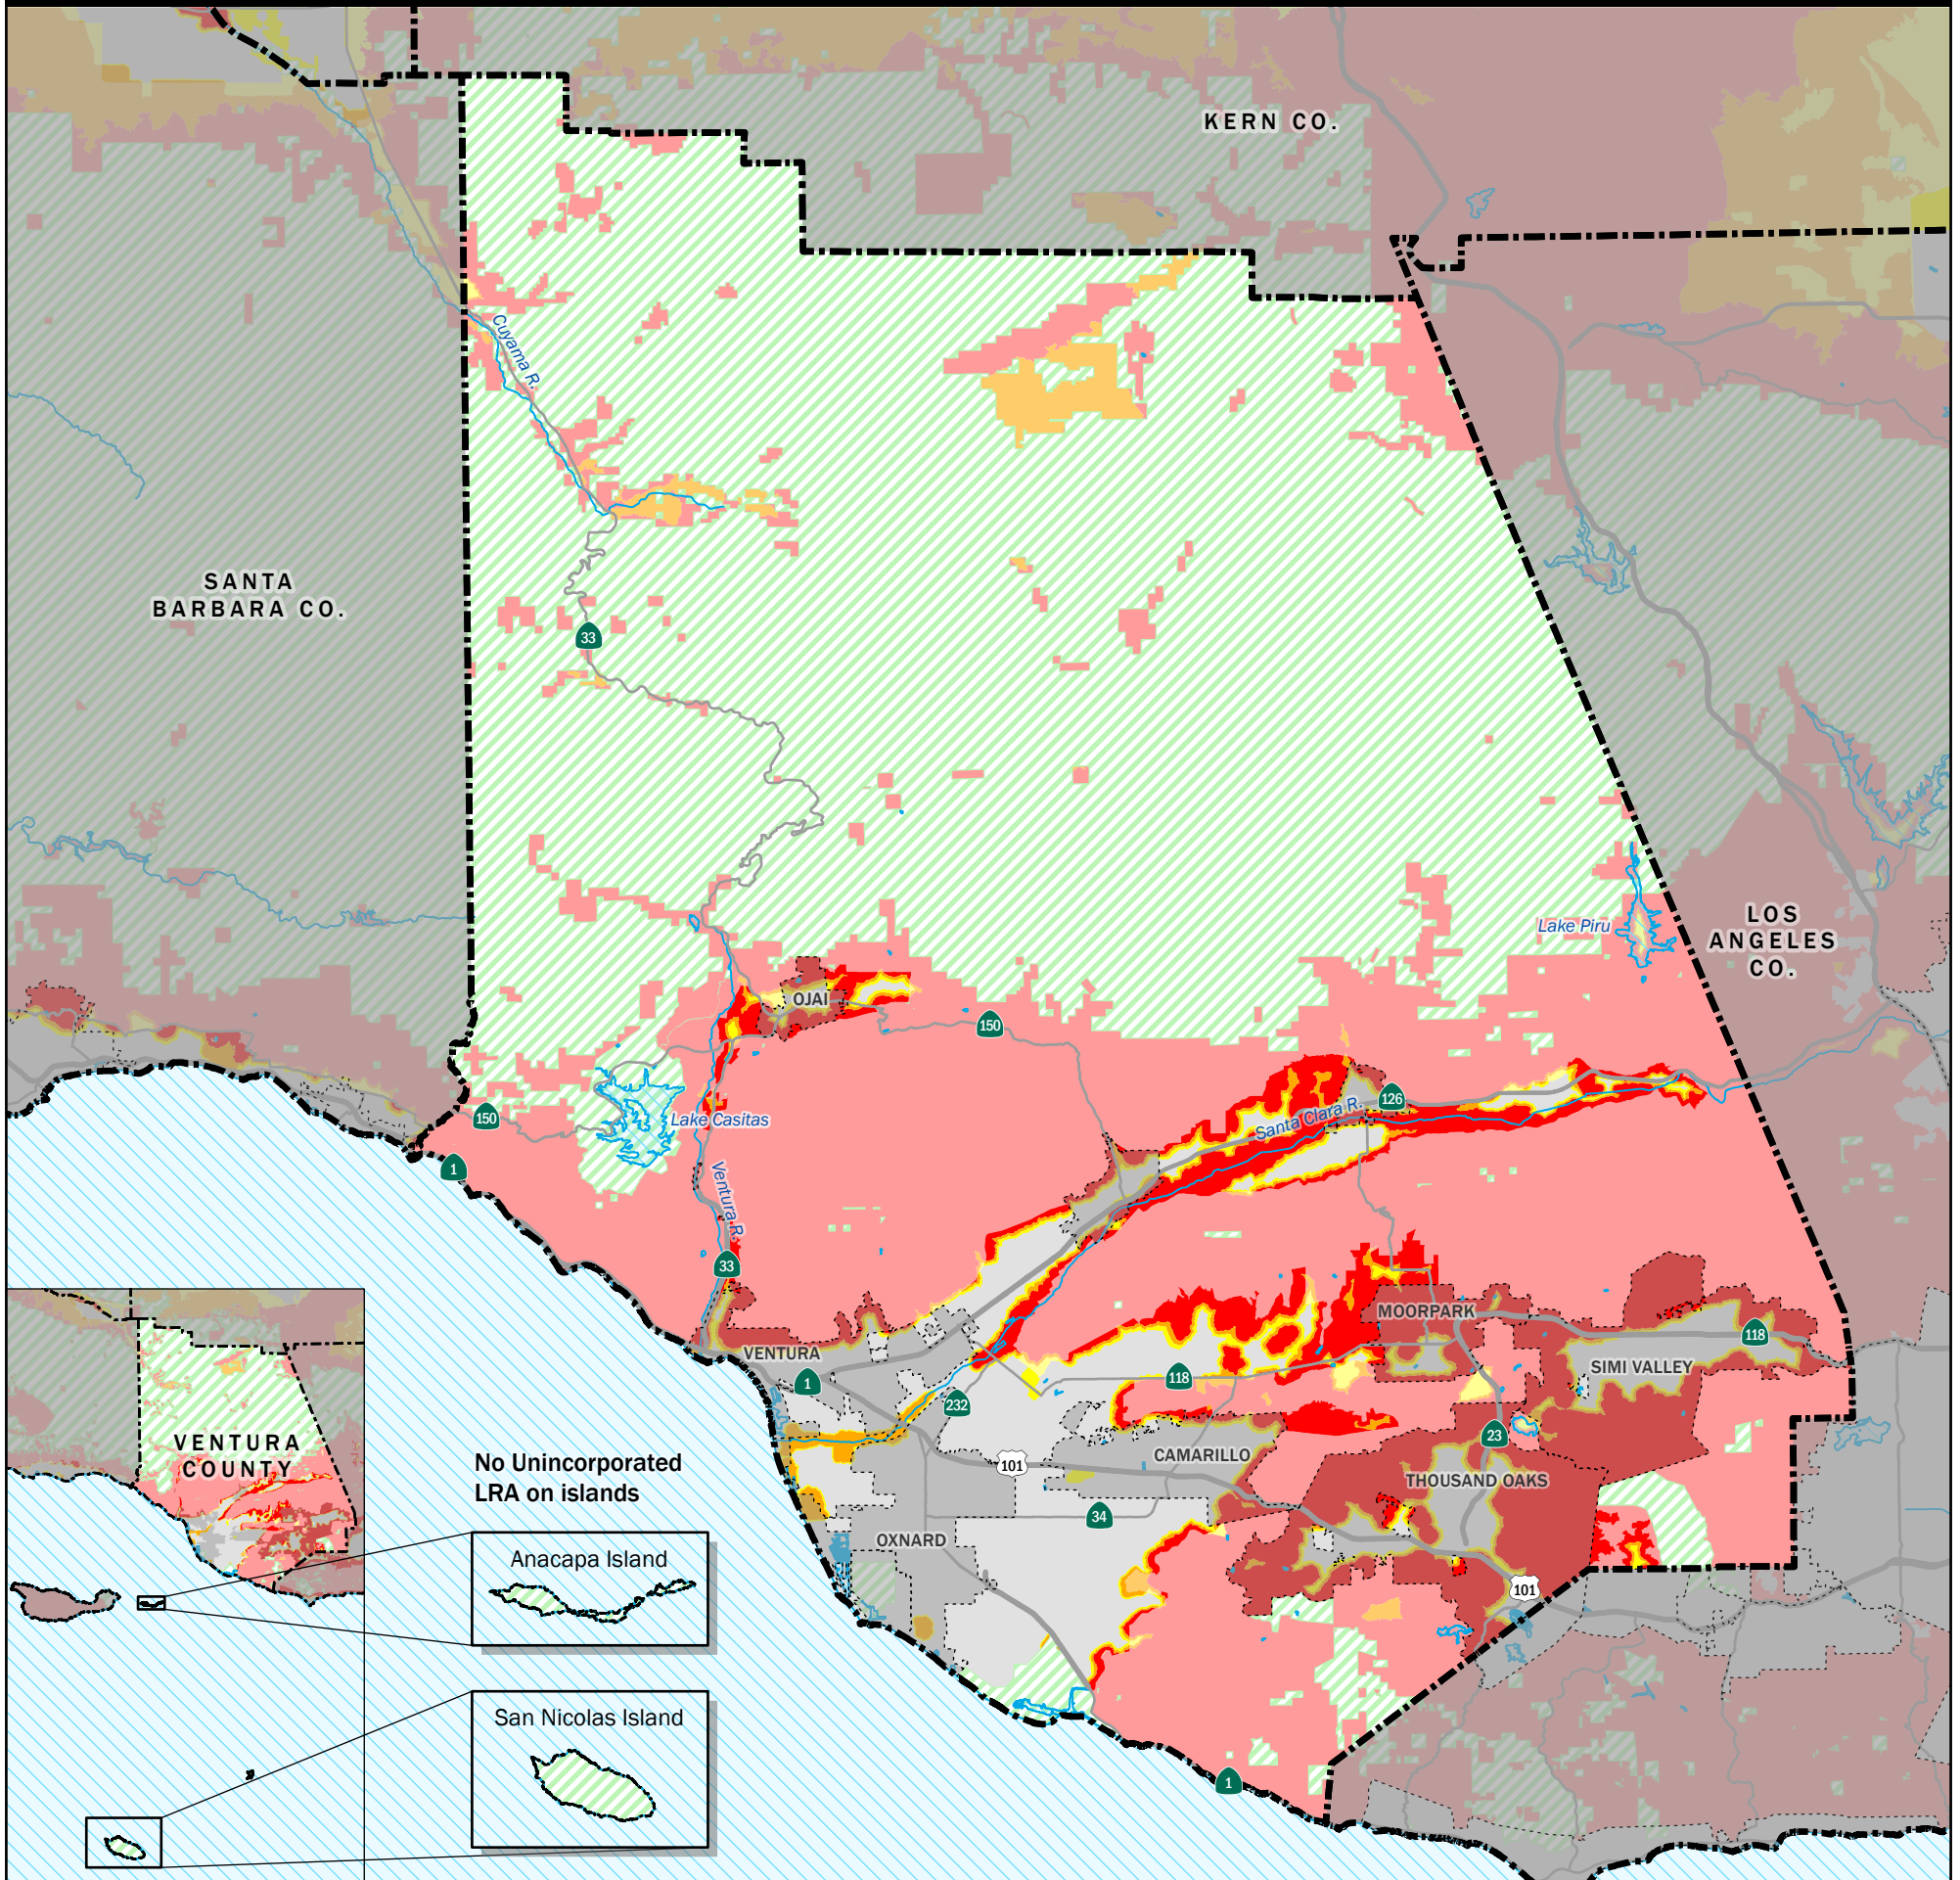 KERN CO.
Cuyama R.
SANTA
BARBARA CO.
33
LOS
ANGELES
CO.
Lake Piru
OJAI
150
126
Santa Clara R.
150
Lake Casitas
1
Ventura R.
33
MOORPARK
118
VENTURA
SIMI VALLEY
1
118
232
23
VENTURA
COUNTY
No Unincorporated
LRA on islands
101
CAMARILLO
THOUSAND OAKS
34
OXNARD
Anacapa Island
101
San Nicolas Island
1